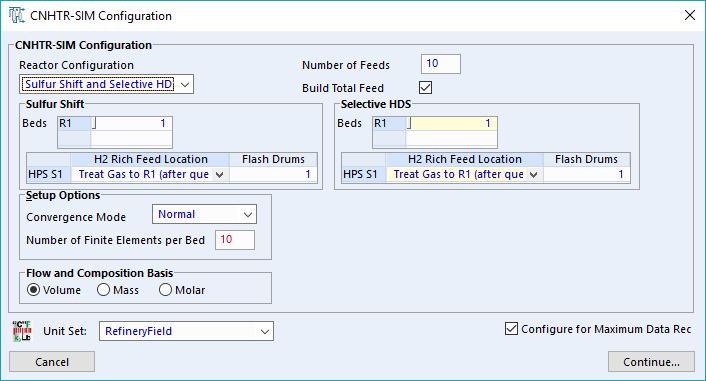 CNHTR-SIM Configuration
CNHTR-SIM Configuration
Reactor Configuration
Number of Feeds 10
Sulfur Shift and Selective HD
Build Total Feed
Sulfur Shift
Beds R1 1
H2 Rich Feed Location Flash Drums
HPS S1 Treat Gas to R1 (after que 1
Selective HDS
Beds R1 1
H2 Rich Feed Location Flash Drums
HPS S1 Treat Gas to R1 (after que 1
Setup Options
Convergence Mode Normal
Number of Finite Elements per Bed 10
Flow and Composition Basis
Volume Mass Molar
Unit Set: RefineryField
Configure for Maximum Data Rec
Cancel Continue...